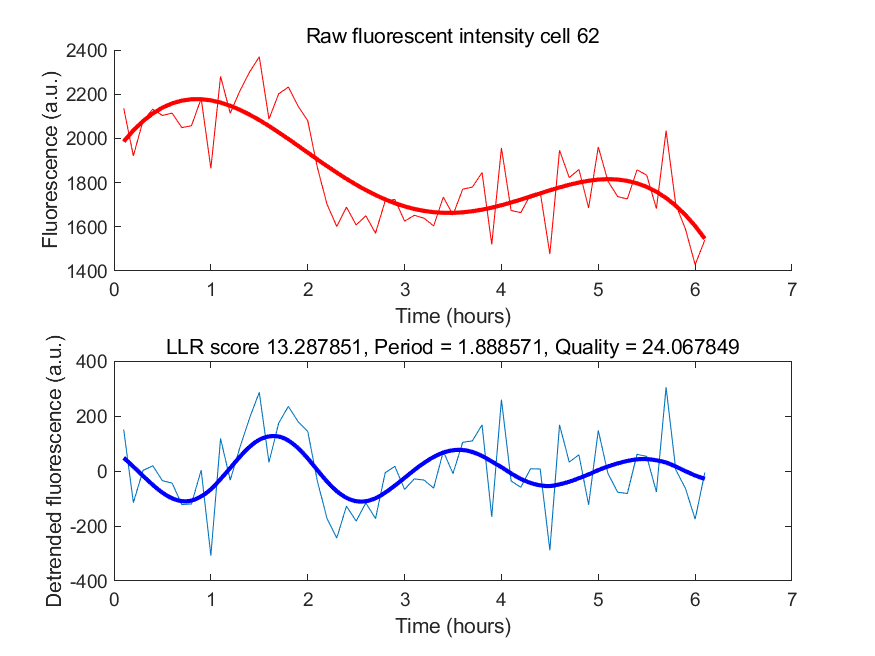 Raw fluorescent intensity cell 62
Fluorescence (a.u.)
2400
2200
2000
1800
1600
1400
0 1 2 3 4 5 6 7
Time (hours)
LLR score 13.287851, Period = 1.888571, Quality = 24.067849
Detrended fluorescence (a.u.)
400
200
0
-200
-400
0 1 2 3 4 5 6 7
Time (hours)